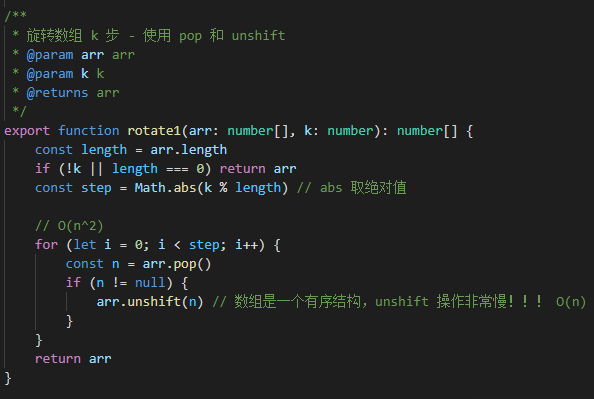 /**
 * 旋转数组 k 步 - 使用 pop 和 unshift
 * @param arr arr
 * @param k k
 * @returns arr
 */
export function rotate1(arr: number[], k: number): number[] {
    const length = arr.length
    if (!k || length === 0) return arr
    const step = Math.abs(k % length) // abs 取绝对值

    // O(n^2)
    for (let i = 0; i < step; i++) {
        const n = arr.pop()
        if (n != null) {
            arr.unshift(n) // 数组是一个有序结构，unshift 操作非常慢！！！ O(n)
        }
    }
    return arr
}